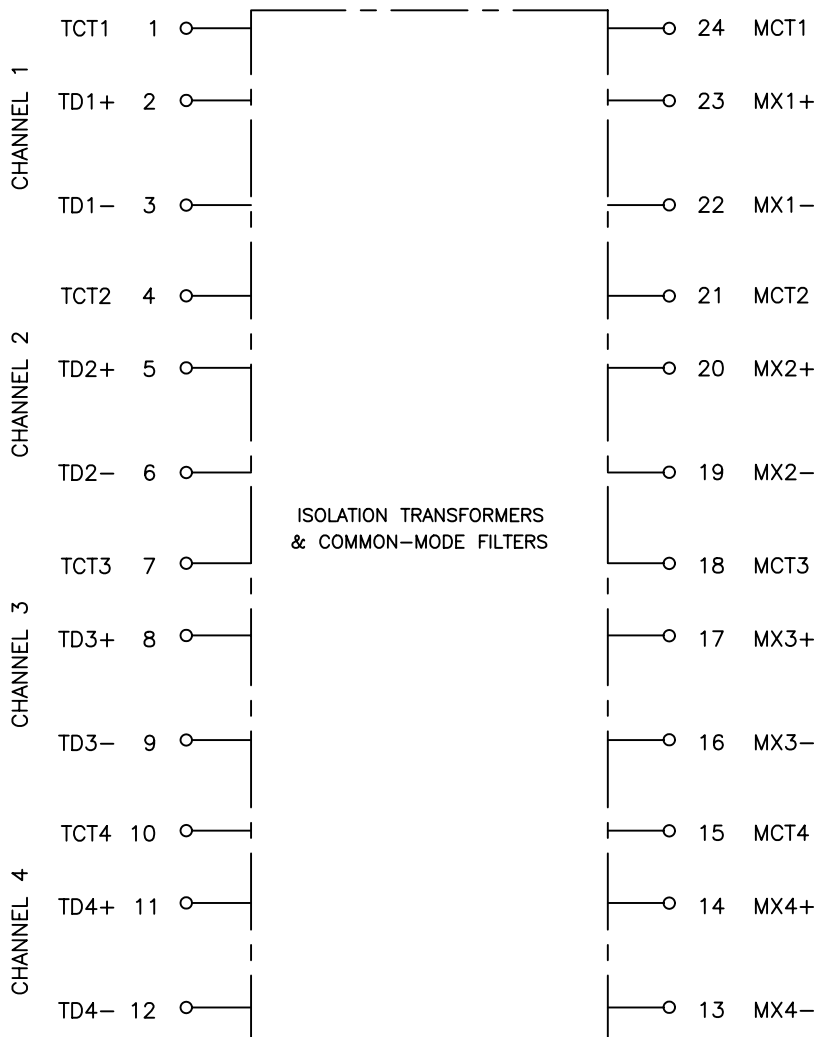 CHANNEL 1
TCT1 1 24 MCT1
TD1+ 2 23 MX1+
TD1− 3 22 MX1−
CHANNEL 2
TCT2 4 21 MCT2
TD2+ 5 20 MX2+
TD2− 6 19 MX2−
ISOLATION TRANSFORMERS
& COMMON−MODE FILTERS
CHANNEL 3
TCT3 7 18 MCT3
TD3+ 8 17 MX3+
TD3− 9 16 MX3−
CHANNEL 4
TCT4 10 15 MCT4
TD4+ 11 14 MX4+
TD4− 12 13 MX4−